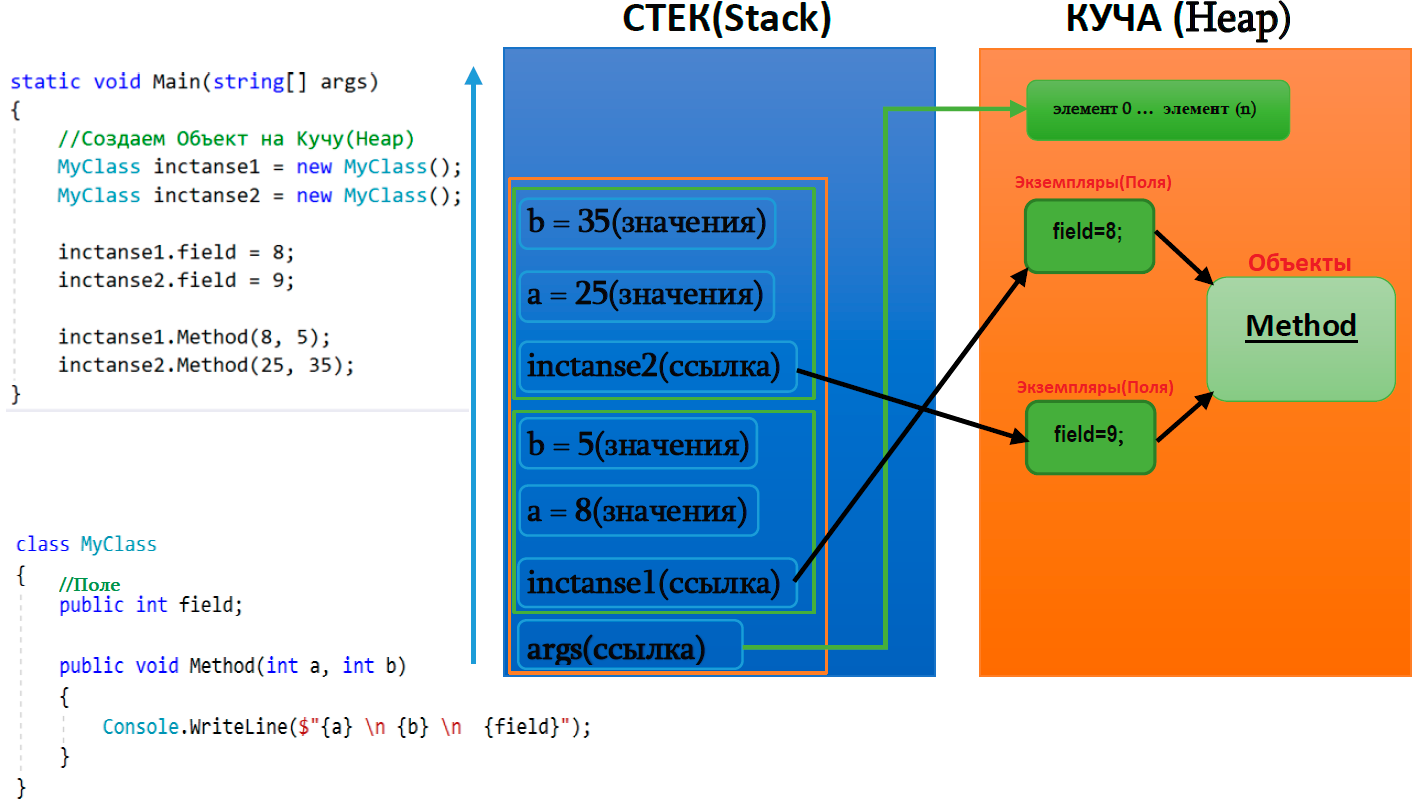 СТЕК(Stack)
КУЧА (Heap)
static void Main(string[] args)
{
//Создаем Объект на Кучу(Heap)
MyClass inctanse1 = new MyClass();
MyClass inctanse2 = new MyClass();
inctanse1.field = 8;
inctanse2.field = 9;
inctanse1.Method(8, 5);
inctanse2.Method(25, 35);
}
class MyClass
{
//Поле
public int field;
public void Method(int a, int b)
{
Console.WriteLine($"{a} \n {b} \n  {field}");
}
}
b = 35(значения)
a = 25(значения)
inctanse2(ссылка)
b = 5(значения)
a = 8(значения)
inctanse1(ссылка)
args(ссылка)
элемент 0 ... элемент (n)
Экземпляры(Поля)
field=8;
Объекты
Method
Экземпляры(Поля)
field=9;